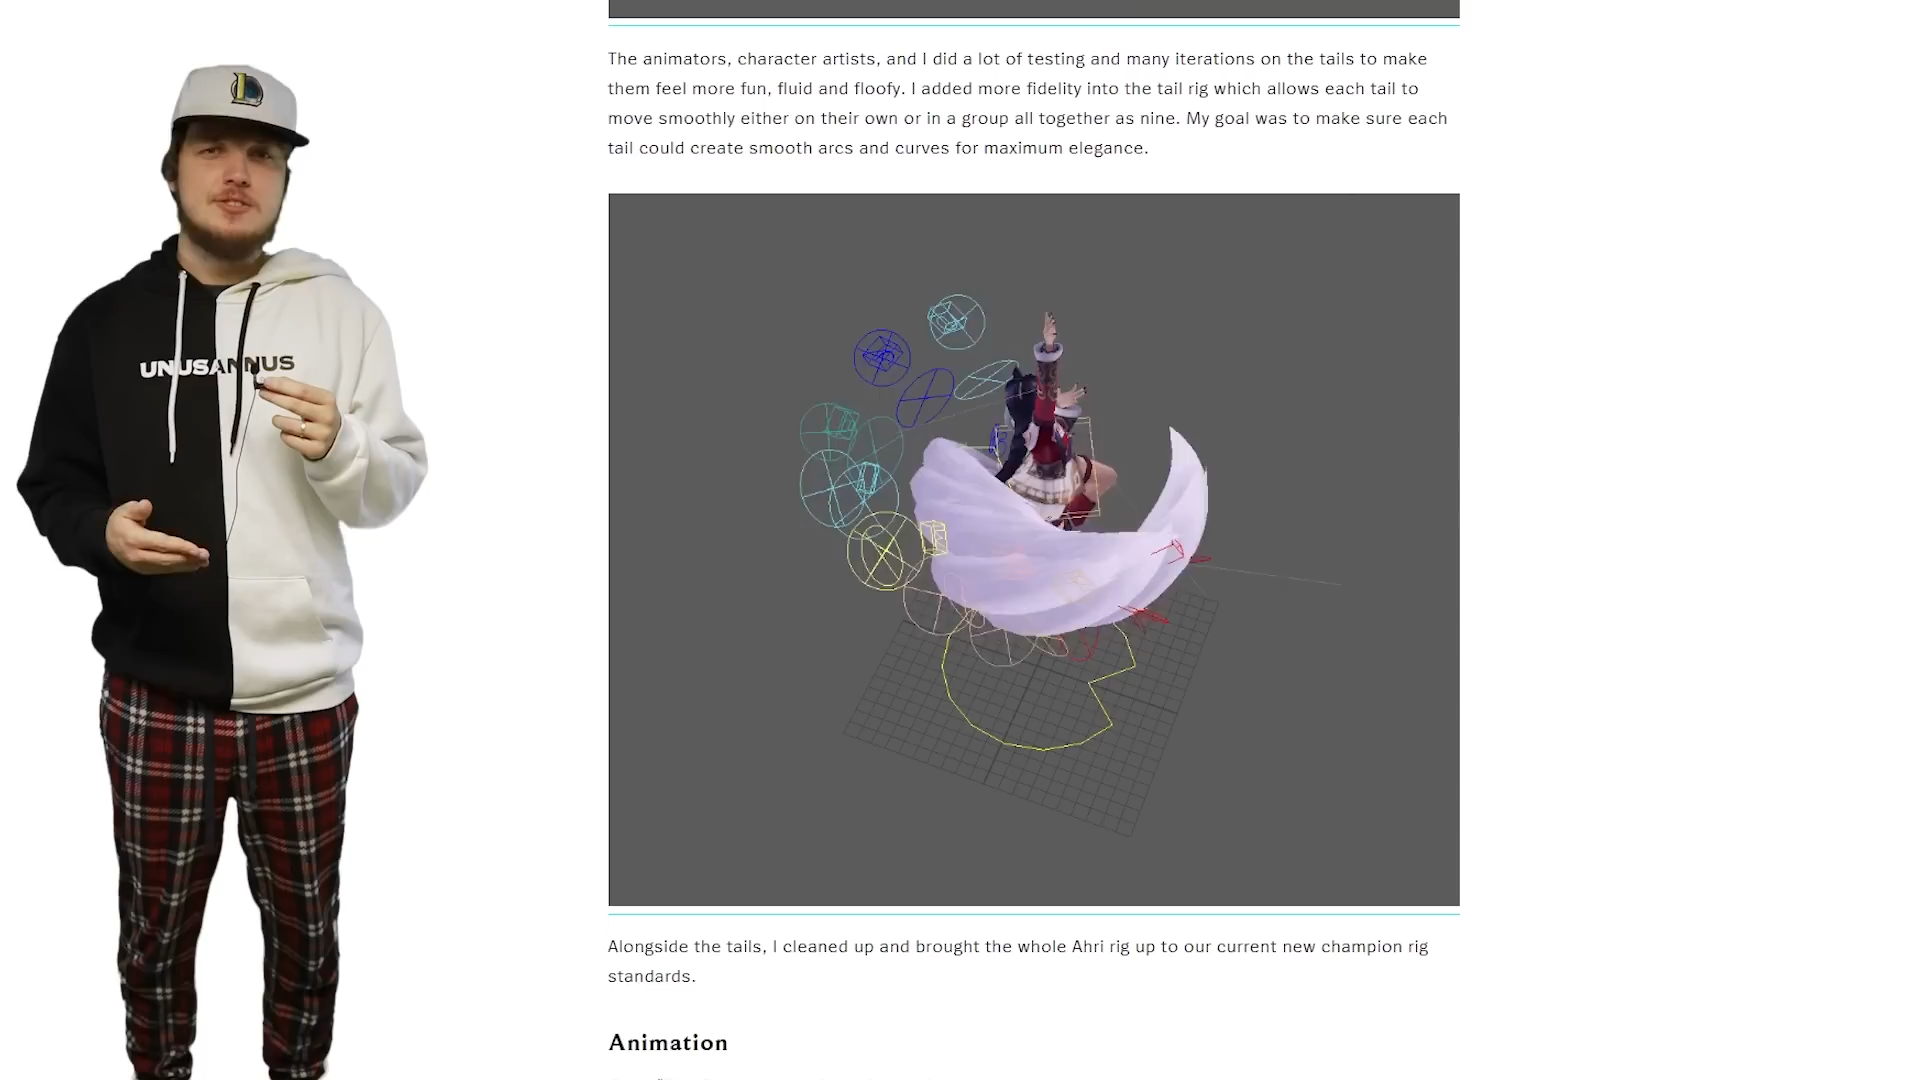 The animators, character artists, and I did a lot of testing and many iterations on the tails to make
them feel more fun, fluid and floofy. I added more fidelity into the tail rig which allows each tail to
move smoothly either on their own or in a group all together as nine. My goal was to make sure each
tail could create smooth arcs and curves for maximum elegance.
UNUSANNUS
Alongside the tails, I cleaned up and brought the whole Ahri rig up to our current new champion rig
standards.
Animation